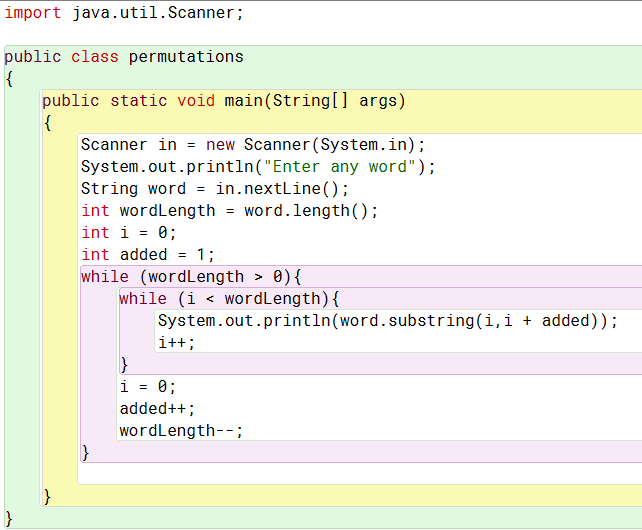 import java.util.Scanner;
public class permutations
{
public static void main(String[] args)
{
Scanner in = new Scanner(System.in);
System.out.println("Enter any word");
String word = in.nextLine();
int wordLength = word.length();
int i = 0;
int added = 1;
while (wordLength > 0){
while (i < wordLength){
System.out.println(word.substring(i,i + added));
i++;
}
i = 0;
added++;
wordLength--;
}
}
}